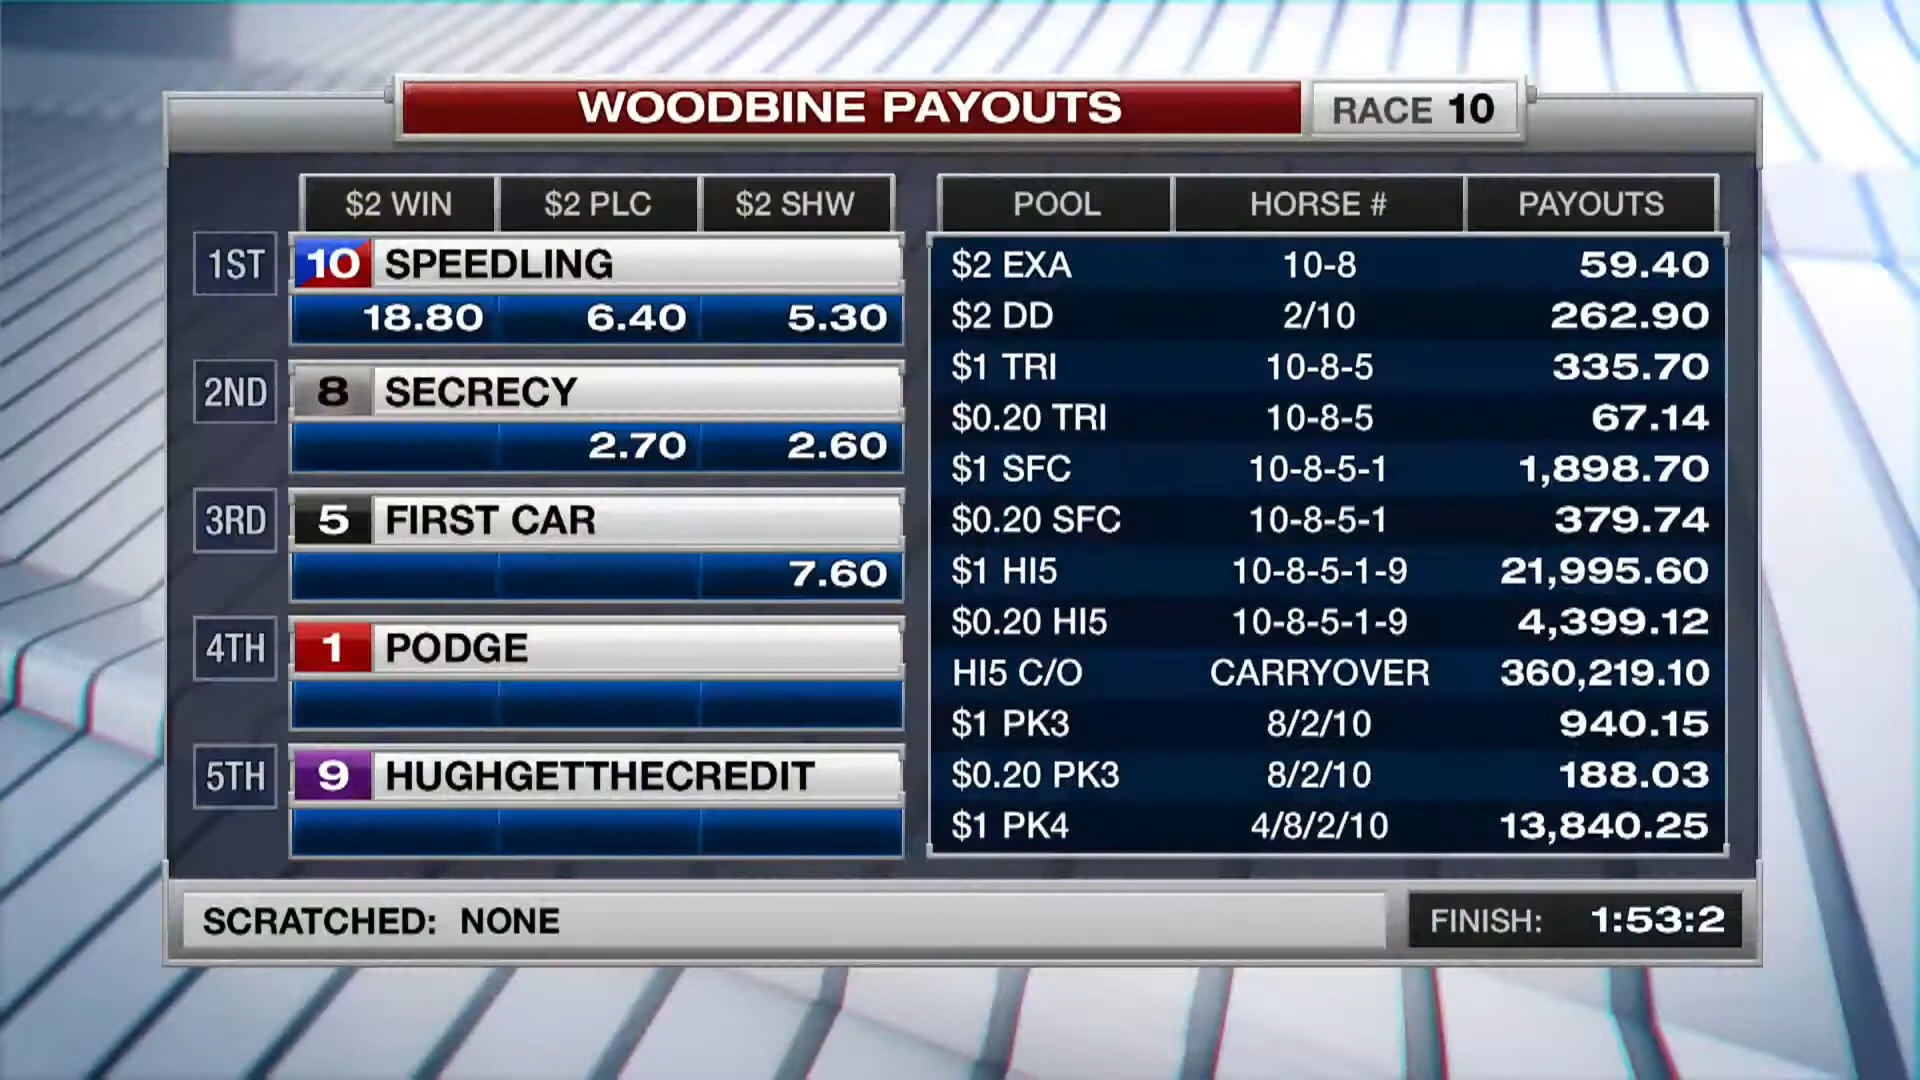 WOODBINE PAYOUTS RACE 10
$2 WIN $2 PLC $2 SHW
1ST 10 SPEEDLING
18.80 6.40 5.30
2ND 8 SECRECY
2.70 2.60
3RD 5 FIRST CAR
7.60
4TH 1 PODGE
5TH 9 HUGHGETTHECREDIT
POOL HORSE # PAYOUTS
$2 EXA 10-8 59.40
$2 DD 2/10 262.90
$1 TRI 10-8-5 335.70
$0.20 TRI 10-8-5 67.14
$1 SFC 10-8-5-1 1,898.70
$0.20 SFC 10-8-5-1 379.74
$1 HI5 10-8-5-1-9 21,995.60
$0.20 HI5 10-8-5-1-9 4,399.12
HI5 C/O CARRYOVER 360,219.10
$1 PK3 8/2/10 940.15
$0.20 PK3 8/2/10 188.03
$1 PK4 4/8/2/10 13,840.25
SCRATCHED: NONE
FINISH: 1:53:2